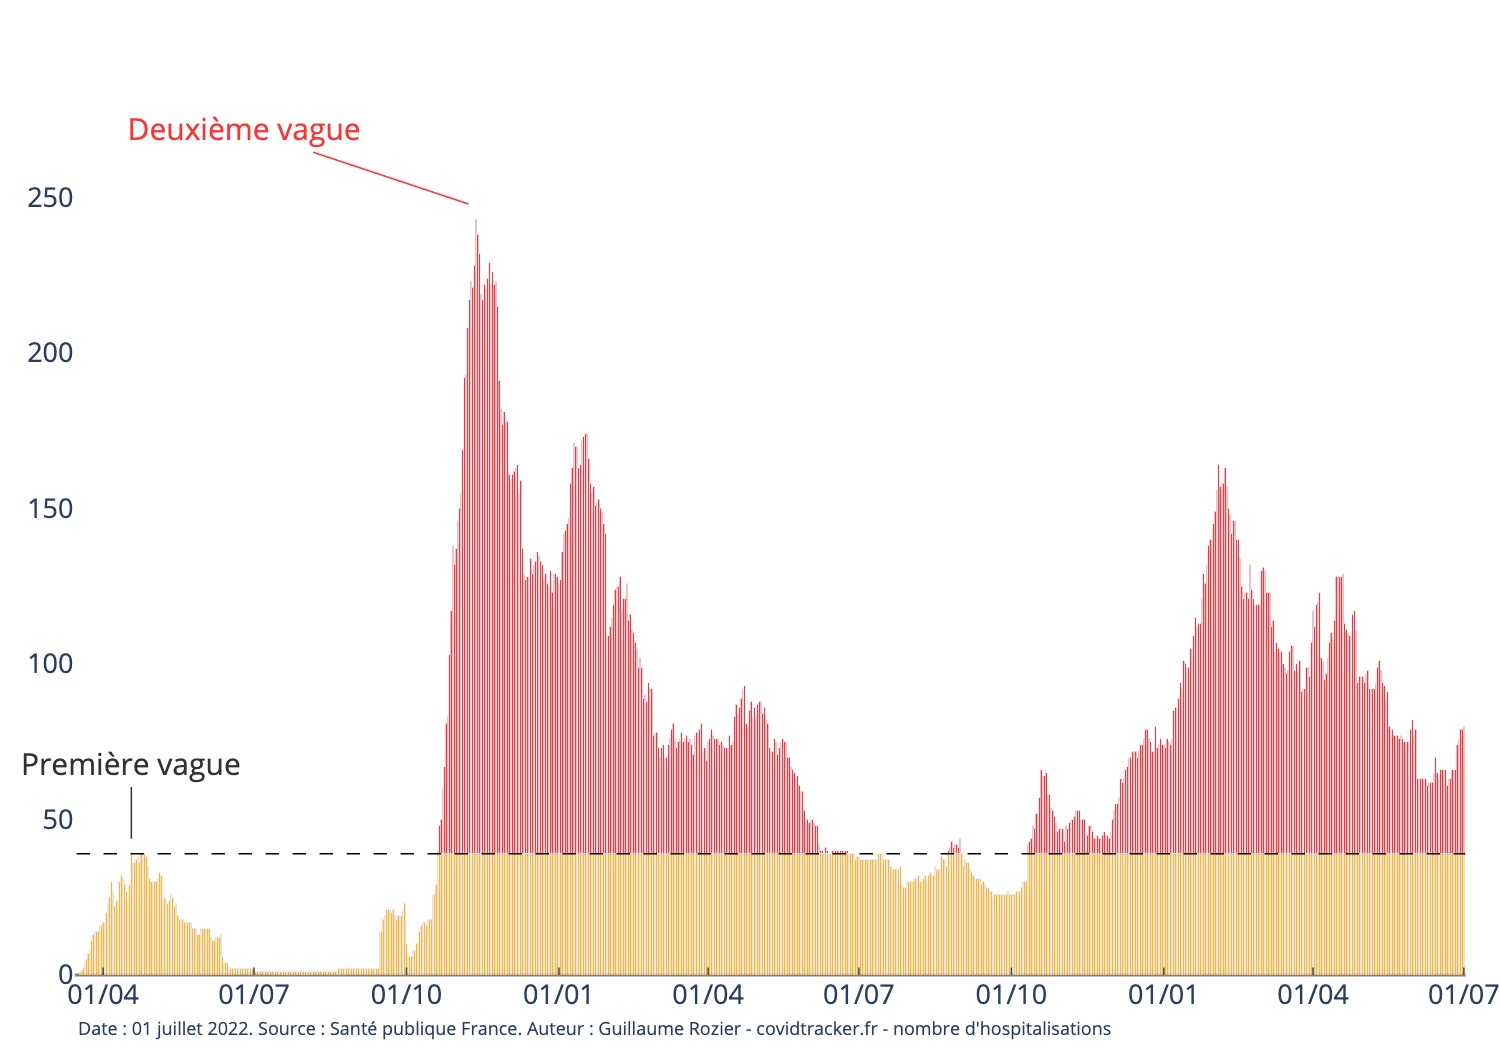 Deuxième vague
250
200
150
100
Première vague
50
0
01/04 01/07 01/10 01/01 01/04 01/07 01/10 01/01 01/04 01/07
Date : 01 juillet 2022. Source : Santé publique France. Auteur : Guillaume Rozier - covidtracker.fr - nombre d'hospitalisations